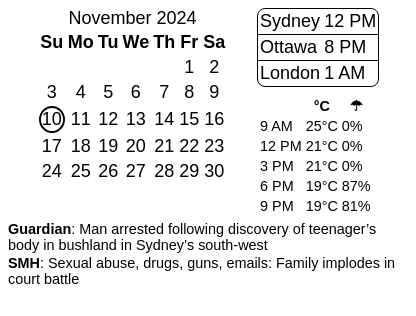 November 2024
Su Mo Tu We Th Fr Sa
1 2
3 4 5 6 7 8 9
10 11 12 13 14 15 16
17 18 19 20 21 22 23
24 25 26 27 28 29 30
Sydney 12 PM
Ottawa 8 PM
London 1 AM
°C ☂
9 AM 25°C 0%
12 PM 21°C 0%
3 PM 21°C 0%
6 PM 19°C 87%
9 PM 19°C 81%
Guardian: Man arrested following discovery of teenager’s
body in bushland in Sydney’s south-west
SMH: Sexual abuse, drugs, guns, emails: Family implodes in
court battle